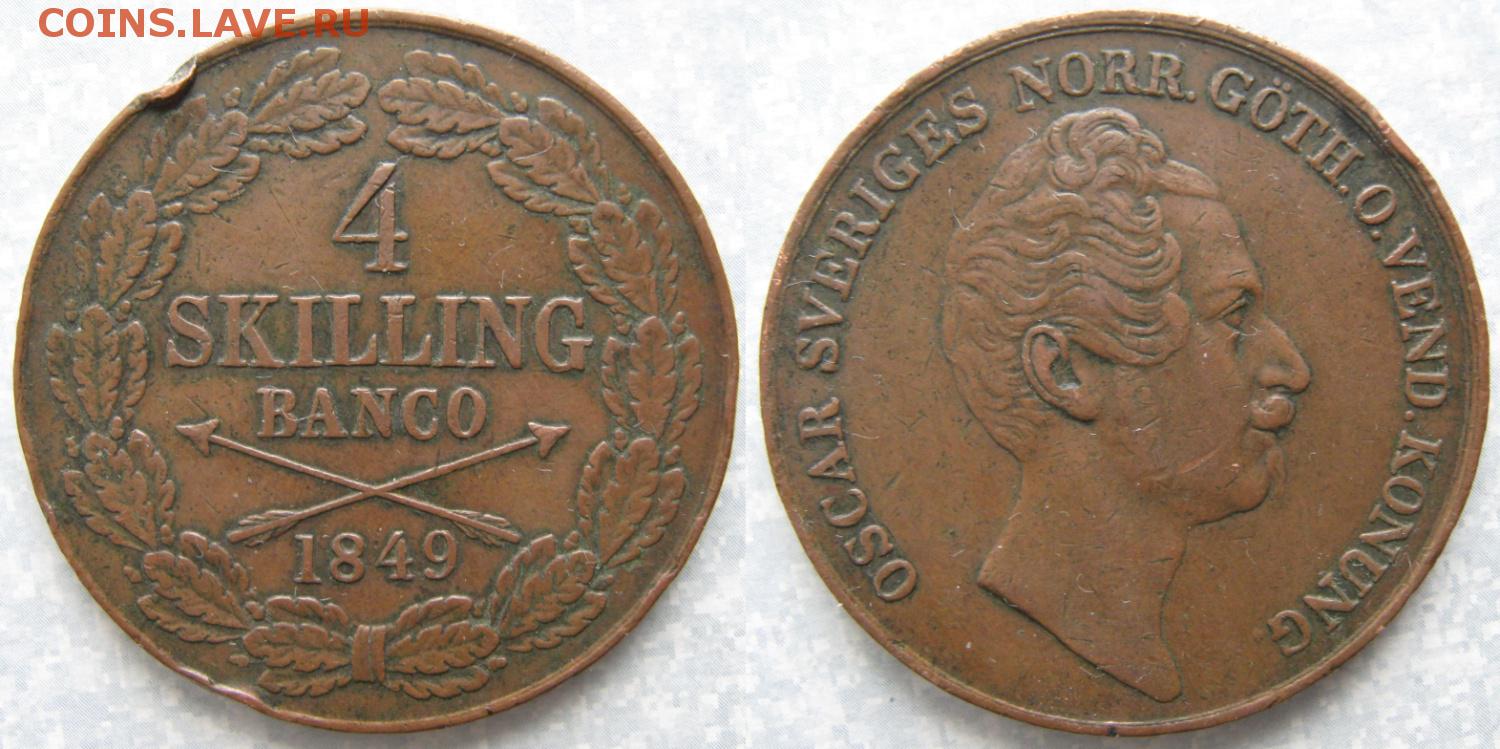 COINS.LAVE.RU
4
SKILLING
BANCO
1849
OSCAR SVERIGES NORR. GÖTH. O. VEND. KONUNG